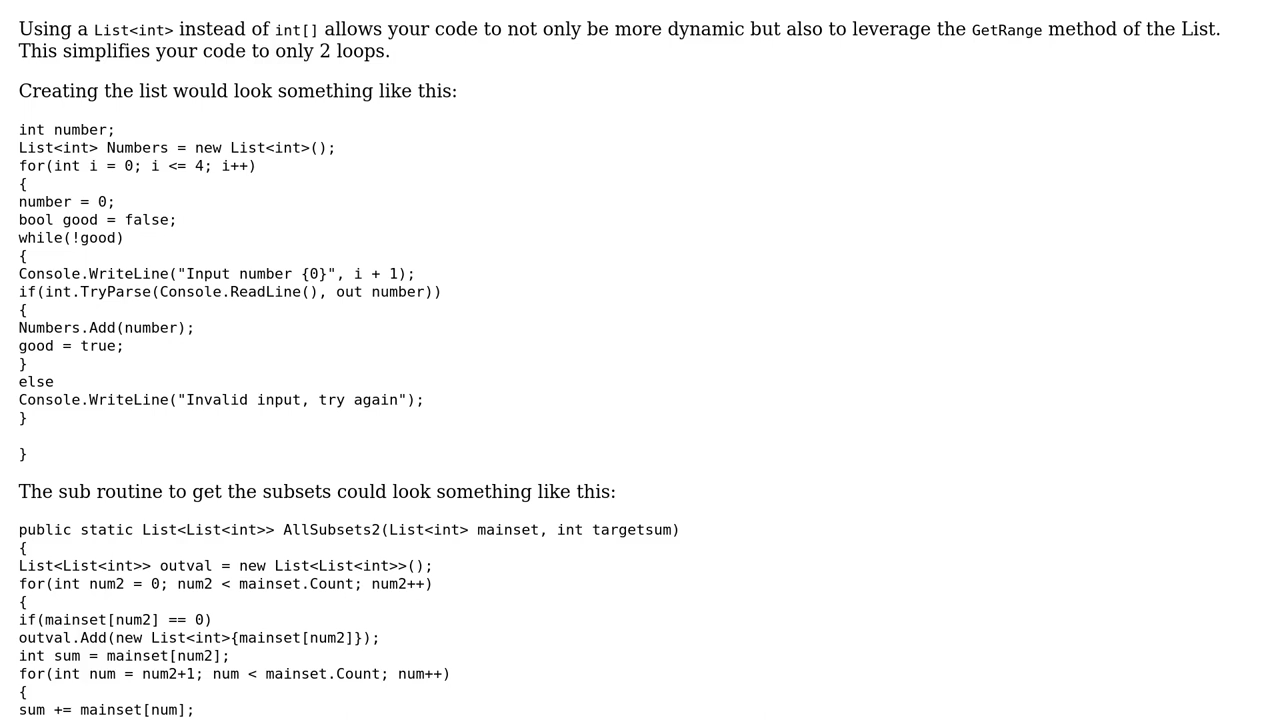 Using a List<int> instead of int[] allows your code to not only be more dynamic but also to leverage the GetRange method of the List.
This simplifies your code to only 2 loops.
Creating the list would look something like this:
int number;
List<int> Numbers = new List<int>();
for(int i = 0; i <= 4; i++)
{
number = 0;
bool good = false;
while(!good)
{
Console.WriteLine("Input number {0}", i + 1);
if(int.TryParse(Console.ReadLine(), out number))
{
Numbers.Add(number);
good = true;
}
else
Console.WriteLine("Invalid input, try again");
}
}
The sub routine to get the subsets could look something like this:
public static List<List<int>> AllSubsets2(List<int> mainset, int targetsum)
{
List<List<int>> outval = new List<List<int>>();
for(int num2 = 0; num2 < mainset.Count; num2++)
{
if(mainset[num2] == 0)
outval.Add(new List<int>{mainset[num2]});
int sum = mainset[num2];
for(int num = num2+1; num < mainset.Count; num++)
{
sum += mainset[num];